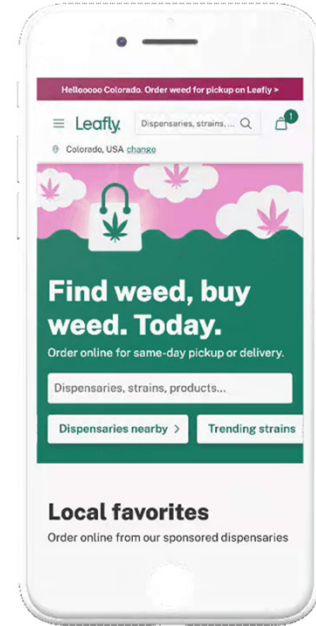 Hellooooo Colorado. Order weed for pickup on Leafly >
Leafly.
Dispensaries, strains, ...
1
Colorado, USA change
Find weed, buy
weed. Today.
Order online for same-day pickup or delivery.
Dispensaries, strains, products...
Dispensaries nearby >
Trending strains
Local favorites
Order online from our sponsored dispensaries